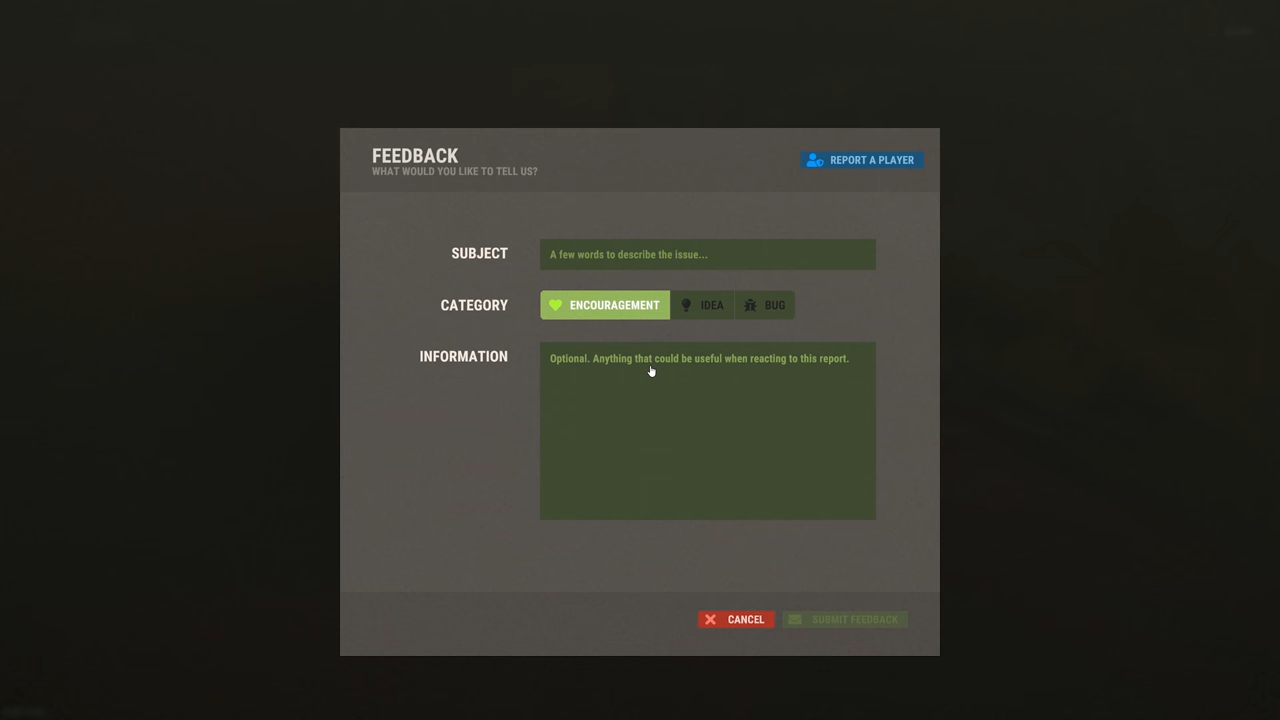 FEEDBACK
WHAT WOULD YOU LIKE TO TELL US?
REPORT A PLAYER
SUBJECT
A few words to describe the issue...
CATEGORY
ENCOURAGEMENT
IDEA
BUG
INFORMATION
Optional. Anything that could be useful when reacting to this report.
CANCEL
SUBMIT FEEDBACK